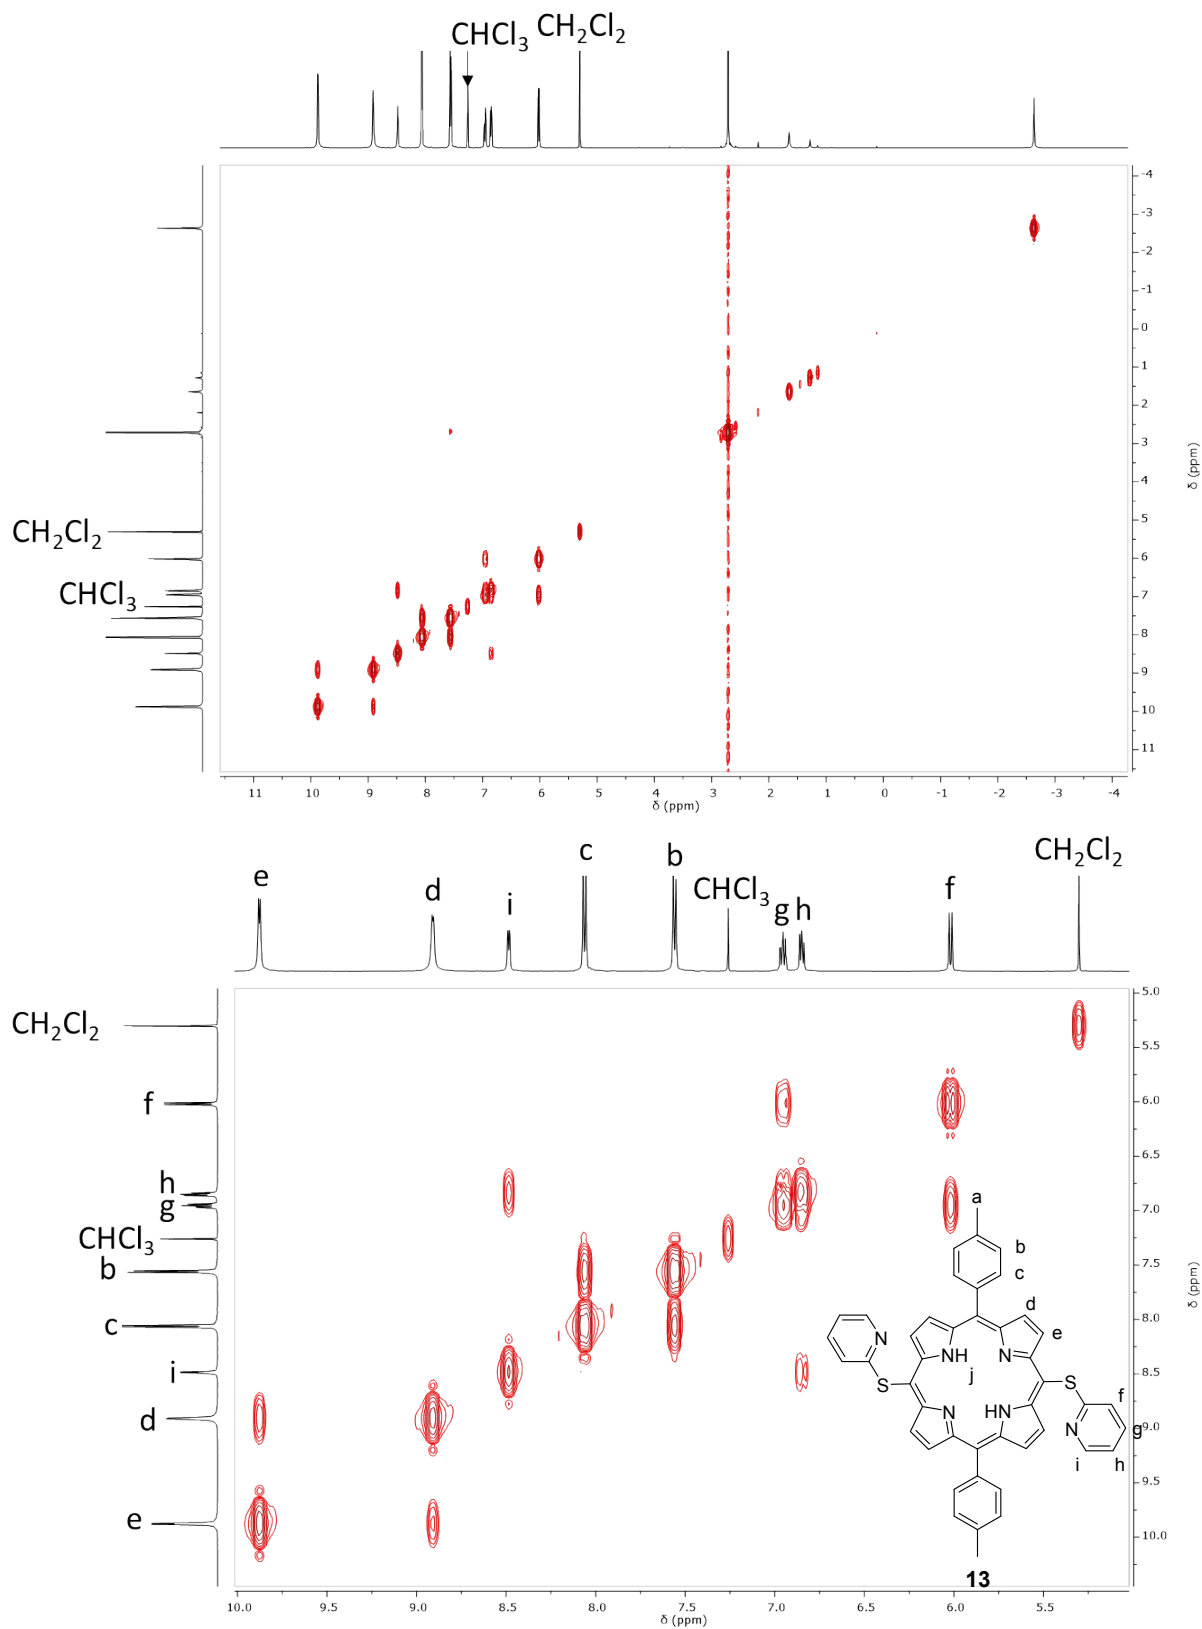 CHCl3
CH2Cl2
-4
-3
-2
-1
0
1
2
3
4
5
6
7
8
9
10
11
δ (ppm)
CH2Cl2
CHCl3
11 10 9 8 7 6 5 4 3 2 1 0 -1 -2 -3 -4
δ (ppm)
e d i c b CHCl3 g h f CH2Cl2
CH2Cl2
f
h
g
CHCl3
b
c
i
d
e
5.0
5.5
6.0
6.5
7.0
7.5
8.0
8.5
9.0
9.5
10.0
δ (ppm)
a
b
c
d
e
N
NH
N
j
S
S
N
HN
f
N
g
i
h
13
10.0 9.5 9.0 8.5 8.0 7.5 7.0 6.5 6.0 5.5
δ (ppm)